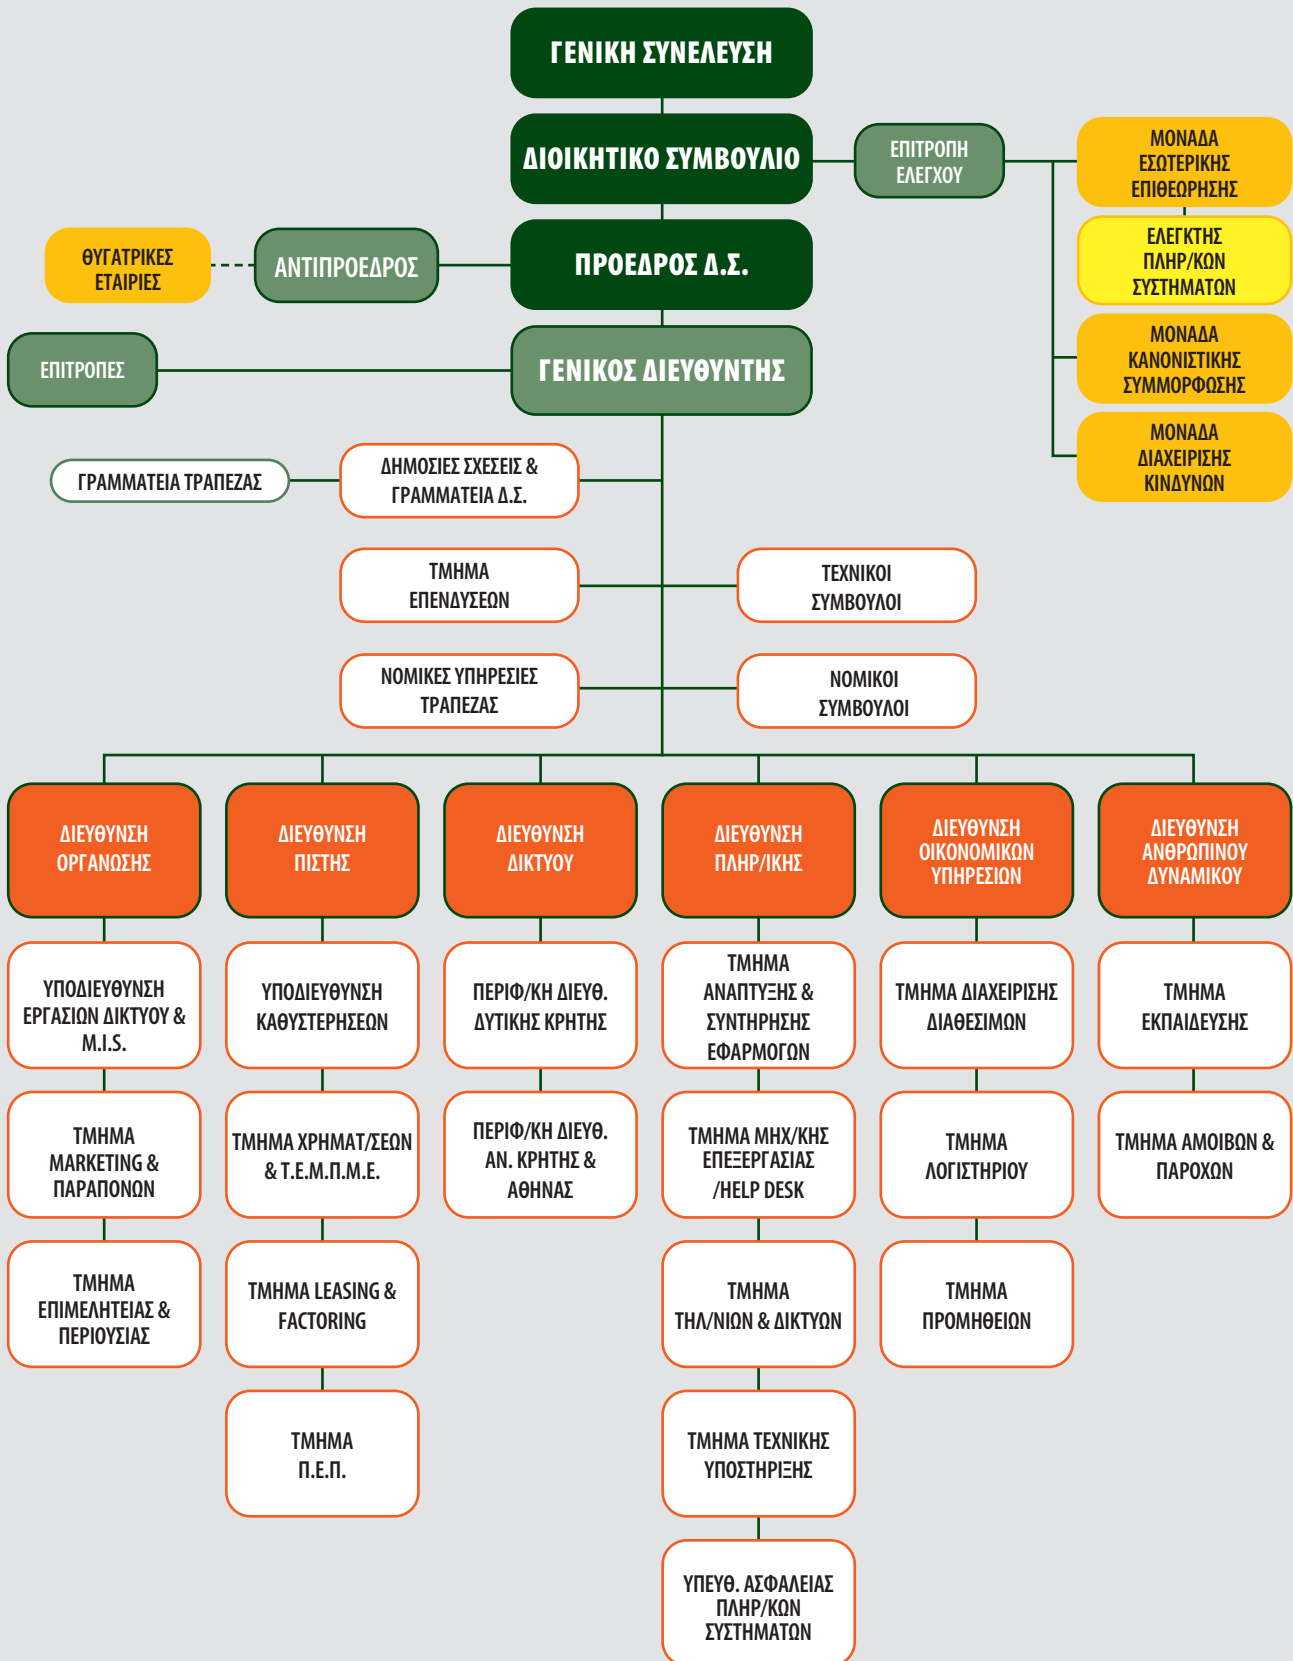 ΓΕΝΙΚΗ ΣΥΝΕΛΕΥΣΗ
ΔΙΟΙΚΗΤΙΚΟ ΣΥΜΒΟΥΛΙΟ
ΕΠΙΤΡΟΠΗ
ΕΛΕΓΧΟΥ
ΜΟΝΑΔΑ
ΕΣΩΤΕΡΙΚΗΣ
ΕΠΙΘΕΩΡΗΣΗΣ
ΕΛΕΓΚΤΗΣ
ΠΛΗΡ/ΚΩΝ
ΣΥΣΤΗΜΑΤΩΝ
ΘΥΓΑΤΡΙΚΕΣ
ΕΤΑΙΡΙΕΣ
ΑΝΤΙΠΡΟΕΔΡΟΣ
ΠΡΟΕΔΡΟΣ Δ.Σ.
ΜΟΝΑΔΑ
ΚΑΝΟΝΙΣΤΙΚΗΣ
ΣΥΜΜΟΡΦΩΣΗΣ
ΕΠΙΤΡΟΠΕΣ
ΓΕΝΙΚΟΣ ΔΙΕΥΘΥΝΤΗΣ
ΜΟΝΑΔΑ
ΔΙΑΧΕΙΡΙΣΗΣ
ΚΙΝΔΥΝΩΝ
ΓΡΑΜΜΑΤΕΙΑ ΤΡΑΠΕΖΑΣ
ΔΗΜΟΣΙΕΣ ΣΧΕΣΕΙΣ &
ΓΡΑΜΜΑΤΕΙΑ Δ.Σ.
ΤΜΗΜΑ
ΕΠΕΝΔΥΣΕΩΝ
ΤΕΧΝΙΚΟΙ
ΣΥΜΒΟΥΛΟΙ
ΝΟΜΙΚΕΣ ΥΠΗΡΕΣΙΕΣ
ΤΡΑΠΕΖΑΣ
ΝΟΜΙΚΟΙ
ΣΥΜΒΟΥΛΟΙ
ΔΙΕΥΘΥΝΣΗ
ΟΡΓΑΝΩΣΗΣ
ΔΙΕΥΘΥΝΣΗ
ΠΙΣΤΗΣ
ΔΙΕΥΘΥΝΣΗ
ΔΙΚΤΥΟΥ
ΔΙΕΥΘΥΝΣΗ
ΠΛΗΡ/ΙΚΗΣ
ΔΙΕΥΘΥΝΣΗ
ΟΙΚΟΝΟΜΙΚΩΝ
ΥΠΗΡΕΣΙΩΝ
ΔΙΕΥΘΥΝΣΗ
ΑΝΘΡΩΠΙΝΟΥ
ΔΥΝΑΜΙΚΟΥ
ΥΠΟΔΙΕΥΘΥΝΣΗ
ΕΡΓΑΣΙΩΝ ΔΙΚΤΥΟΥ &
M.I.S.
ΥΠΟΔΙΕΥΘΥΝΣΗ
ΚΑΘΥΣΤΕΡΗΣΕΩΝ
ΠΕΡΙΦ/ΚΗ ΔΙΕΥΘ.
ΔΥΤΙΚΗΣ ΚΡΗΤΗΣ
ΤΜΗΜΑ
ΑΝΑΠΤΥΞΗΣ &
ΣΥΝΤΗΡΗΣΗΣ
ΕΦΑΡΜΟΓΩΝ
ΤΜΗΜΑ ΔΙΑΧΕΙΡΙΣΗΣ
ΔΙΑΘΕΣΙΜΩΝ
ΤΜΗΜΑ
ΕΚΠΑΙΔΕΥΣΗΣ
ΤΜΗΜΑ
MARKETING &
ΠΑΡΑΠΟΝΩΝ
ΤΜΗΜΑ ΧΡΗΜΑΤ/ΣΕΩΝ
& Τ.Ε.Μ.Π.Μ.Ε.
ΠΕΡΙΦ/ΚΗ ΔΙΕΥΘ.
ΑΝ. ΚΡΗΤΗΣ &
ΑΘΗΝΑΣ
ΤΜΗΜΑ ΜΗΧ/ΚΗΣ
ΕΠΕΞΕΡΓΑΣΙΑΣ
/HELP DESK
ΤΜΗΜΑ
ΛΟΓΙΣΤΗΡΙΟΥ
ΤΜΗΜΑ ΑΜΟΙΒΩΝ &
ΠΑΡΟΧΩΝ
ΤΜΗΜΑ
ΕΠΙΜΕΛΗΤΕΙΑΣ &
ΠΕΡΙΟΥΣΙΑΣ
ΤΜΗΜΑ LEASING &
FACTORING
ΤΜΗΜΑ
ΤΗΛ/ΝΙΩΝ & ΔΙΚΤΥΩΝ
ΤΜΗΜΑ
ΠΡΟΜΗΘΕΙΩΝ
ΤΜΗΜΑ
Π.Ε.Π.
ΤΜΗΜΑ ΤΕΧΝΙΚΗΣ
ΥΠΟΣΤΗΡΙΞΗΣ
ΥΠΕΥΘ. ΑΣΦΑΛΕΙΑΣ
ΠΛΗΡ/ΚΩΝ
ΣΥΣΤΗΜΑΤΩΝ